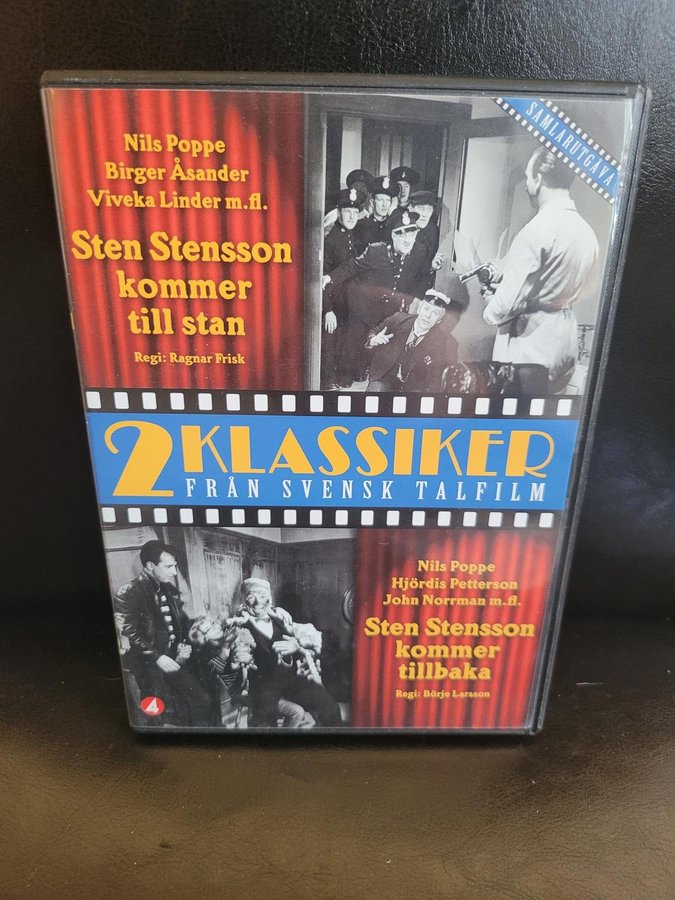 SAMLARUTGÅVA
Nils Poppe
Birger Åsander
Viveka Linder m.fl.
Sten Stensson
kommer
till stan
Regi: Ragnar Frisk
2 KLASSIKER
FRÅN SVENSK TALFILM
Nils Poppe
Hjördis Petterson
John Norrman m.fl.
Sten Stensson
kommer
tillbaka
Regi: Börje Larsson
4